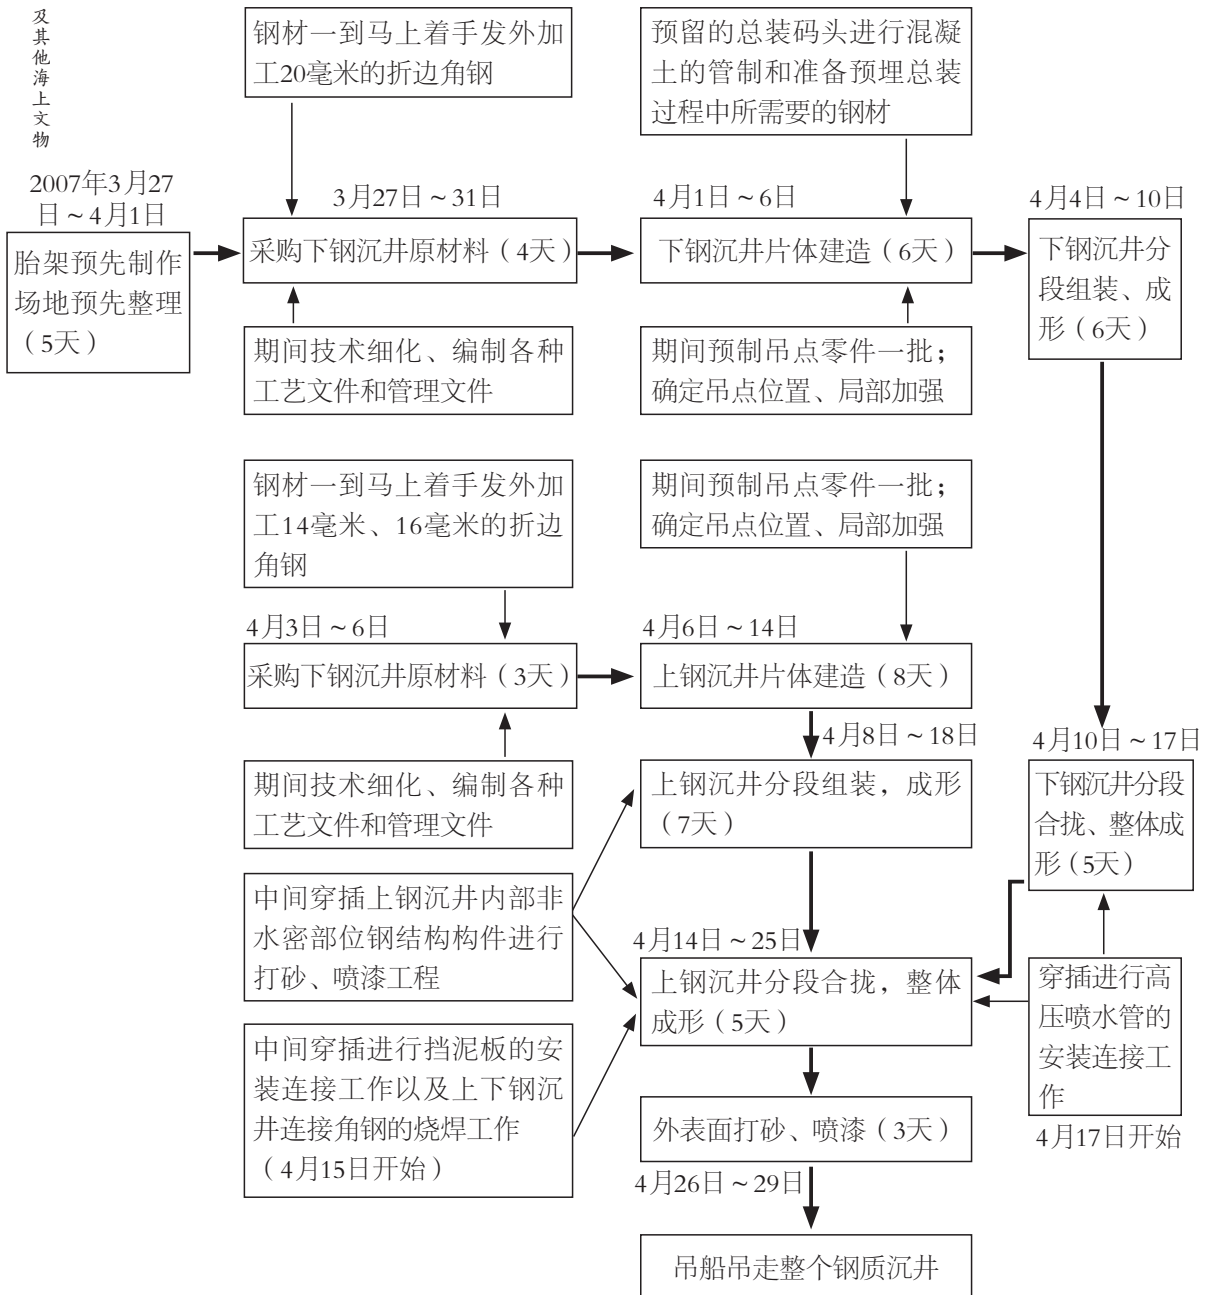 及其他海上文物
钢材一到马上着手发外加
工20毫米的折边角钢
预留的总装码头进行混凝
土的管制和准备预埋总装
过程中所需要的钢材
2007年3月27
日～4月1日
胎架预先制作
场地预先整理
（5天）
3月27日～31日
采购下钢沉井原材料（4天）
4月1日～6日
下钢沉井片体建造（6天）
4月4日～10日
下钢沉井分
段组装、成
形（6天）
期间技术细化、编制各种
工艺文件和管理文件
期间预制吊点零件一批；
确定吊点位置、局部加强
钢材一到马上着手发外加
工14毫米、16毫米的折边
角钢
期间预制吊点零件一批；
确定吊点位置、局部加强
4月3日～6日
采购下钢沉井原材料（3天）
4月6日～14日
上钢沉井片体建造（8天）
4月8日～18日
上钢沉井分段组装，成形
（7天）
4月10日～17日
下钢沉井分段
合拢、整体成
形（5天）
期间技术细化、编制各种
工艺文件和管理文件
中间穿插上钢沉井内部非
水密部位钢结构构件进行
打砂、喷漆工程
4月14日～25日
上钢沉井分段合拢，整体
成形（5天）
穿插进行高
压喷水管的
安装连接工
作
4月17日开始
中间穿插进行挡泥板的安
装连接工作以及上下钢沉
井连接角钢的烧焊工作
（4月15日开始）
外表面打砂、喷漆（3天）
4月26日～29日
吊船吊走整个钢质沉井